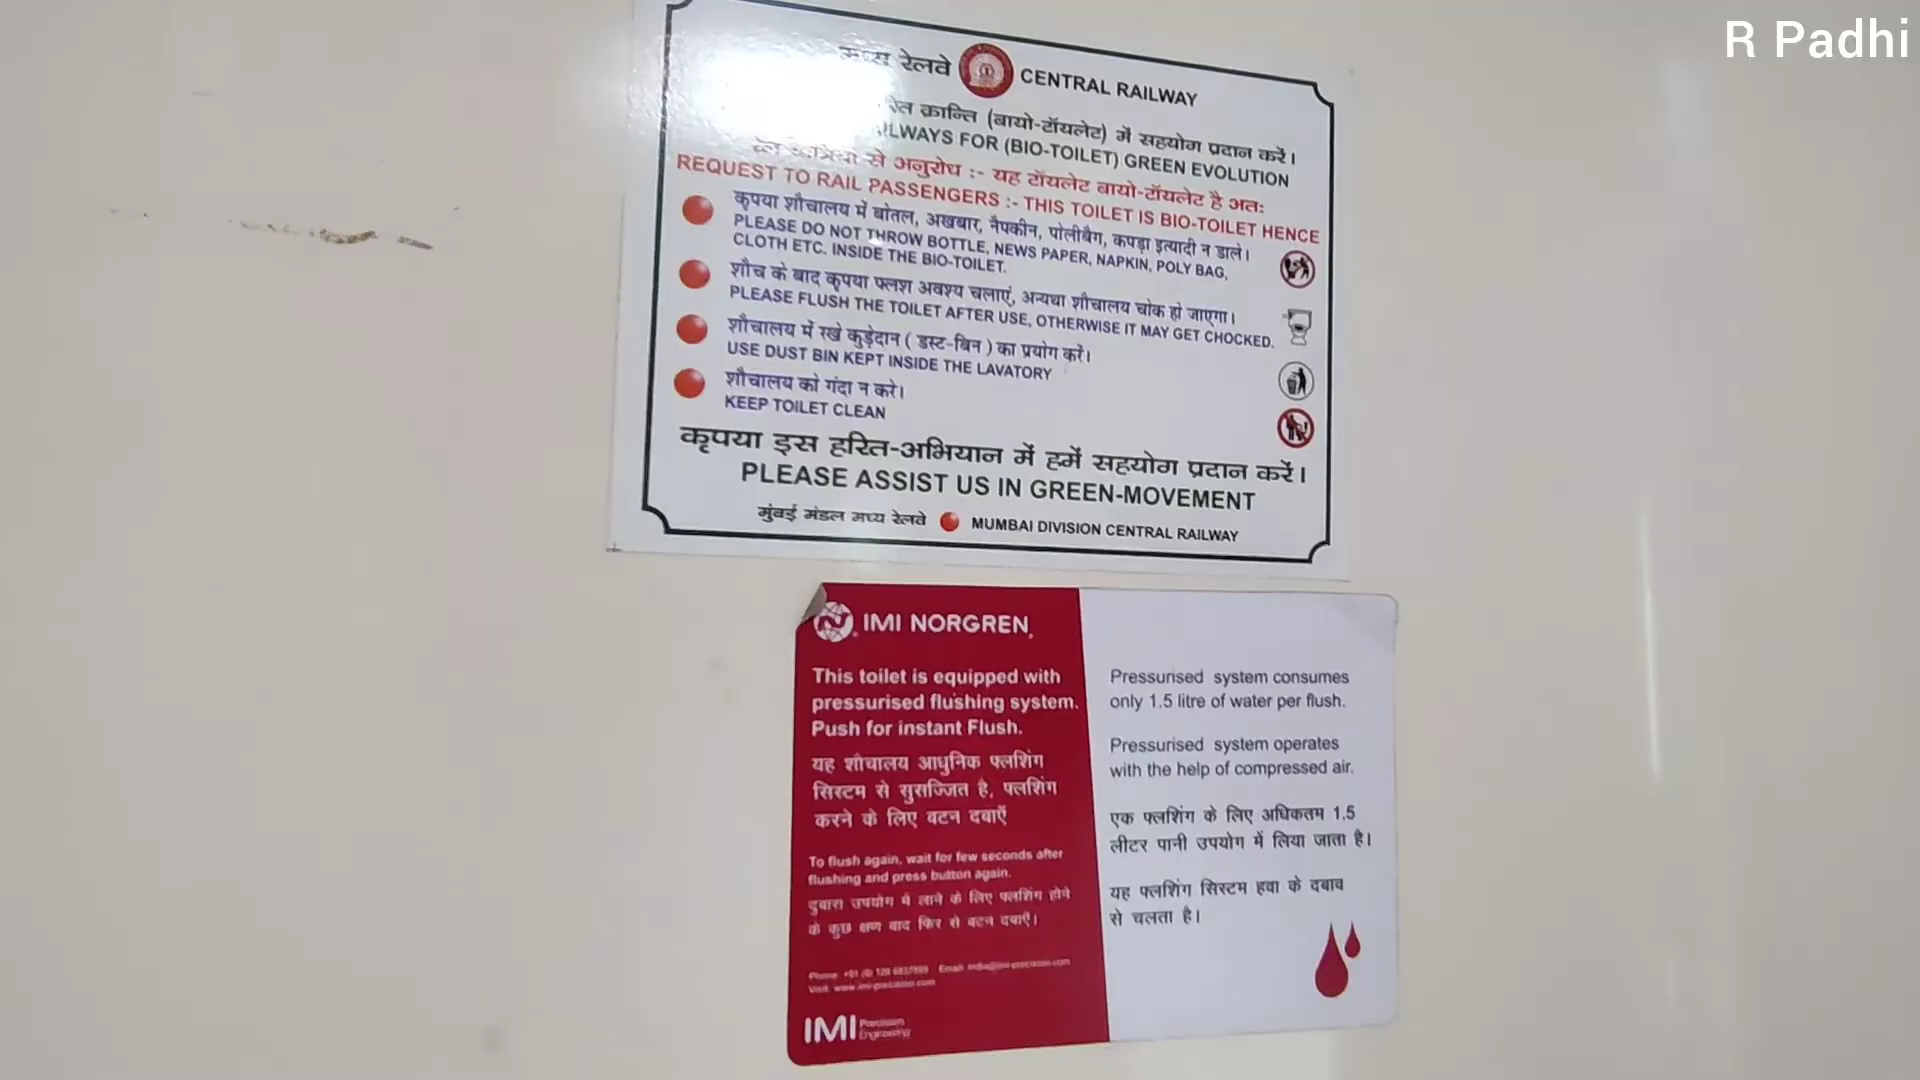 R Padhi
रेलवे CENTRAL RAILWAY
क्रान्ति (बायो-टॉयलेट) में सहयोग प्रदान करें।
FOR (BIO-TOILET) GREEN EVOLUTION
से अनुरोध :- यह टॉयलेट बायो-टॉयलेट है अतः
REQUEST TO RAIL PASSENGERS :- THIS TOILET IS BIO-TOILET HENCE
कृपया शौचालय में बोतल, अखबार, नैपकीन, पोलीबैग, कपड़ा इत्यादी न डाले।
PLEASE DO NOT THROW BOTTLE, NEWS PAPER, NAPKIN, POLY BAG,
CLOTH ETC. INSIDE THE BIO-TOILET.
शौच के बाद कृपया फ्लश अवश्य चलाएं, अन्यथा शौचालय चोक हो जाएगा।
PLEASE FLUSH THE TOILET AFTER USE, OTHERWISE IT MAY GET CHOCKED.
शौचालय में रखे कुड़ेदान ( डस्ट-बिन ) का प्रयोग करें।
USE DUST BIN KEPT INSIDE THE LAVATORY
शौचालय को गंदा न करे।
KEEP TOILET CLEAN
कृपया इस हरित-अभियान में हमें सहयोग प्रदान करें।
PLEASE ASSIST US IN GREEN-MOVEMENT
मुंबई मंडल मध्य रेलवे MUMBAI DIVISION CENTRAL RAILWAY
IMI NORGREN
This toilet is equipped with
pressurised flushing system.
Push for instant Flush.
यह शौचालय आधुनिक फ्लशिंग
सिस्टम से सुसज्जित है, फ्लशिंग
करने के लिए बटन दबाएँ
To flush again, wait for few seconds after
flushing and press button again.
दुबारा उपयोग में लाने के लिए फ्लशिंग होने
के कुछ क्षण बाद फिर से बटन दबाएँ।
Visit: www.imi-precision.com
IMI Precision
Engineering
Pressurised system consumes
only 1.5 litre of water per flush.
Pressurised system operates
with the help of compressed air.
एक फ्लशिंग के लिए अधिकतम 1.5
लीटर पानी उपयोग में लिया जाता है।
यह फ्लशिंग सिस्टम हवा के दबाव
से चलता है।